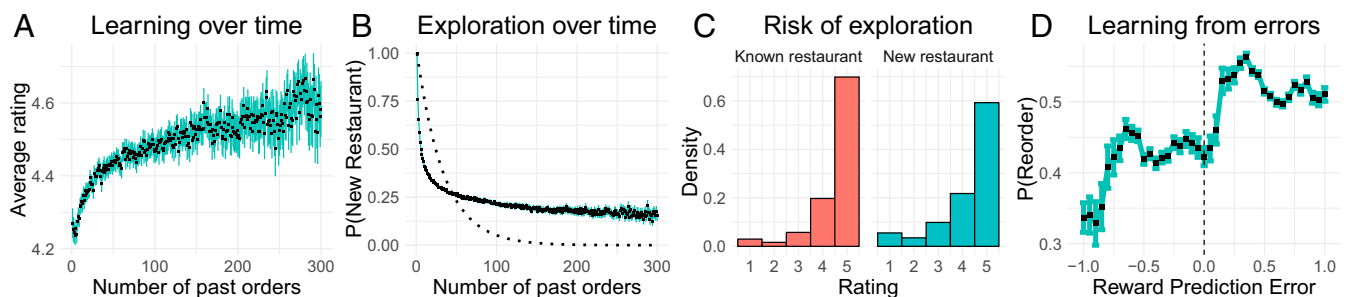 A Learning over time
Average rating
4.6
4.4
4.2
0 100 200 300
Number of past orders
B Exploration over time
P(New Restaurant)
1.00
0.75
0.50
0.25
0.00
0 100 200 300
Number of past orders
C Risk of exploration
Known restaurant New restaurant
Density
0.6
0.4
0.2
0.0
1 2 3 4 5 1 2 3 4 5
Rating
D Learning from errors
P(Reorder)
0.5
0.4
0.3
−1.0 −0.5 0.0 0.5 1.0
Reward Prediction Error